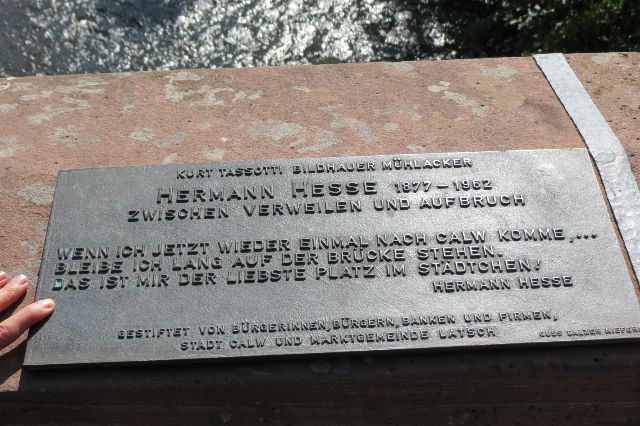 KURT TASSOTTI BILDHAUER MÜHLACKER
HERMANN HESSE 1877-1962
ZWISCHEN VERWEILEN UND AUFBRUCH
WENN ICH JETZT WIEDER EINMAL NACH CALW KOMME,...
BLEIBE ICH LANG AUF DER BRÜCKE STEHEN.
DAS IST MIR DER LIEBSTE PLATZ IM STÄDTCHEN!
HERMANN HESSE
GESTIFTET VON BÜRGERINNEN, BÜRGERN, BANKEN UND FIRMEN,
STADT CALW UND MARKTGEMEINDE LATSCH
GUSS